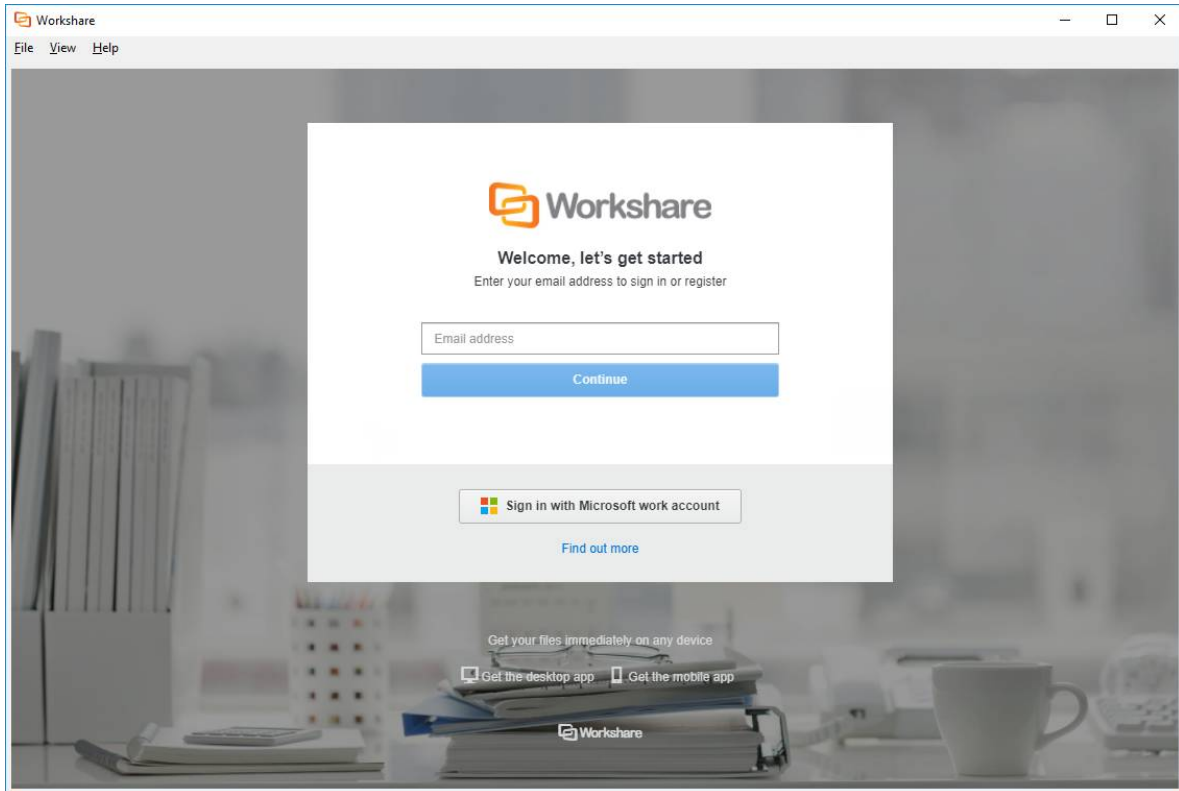 Workshare
File View Help
Workshare
Welcome, let's get started
Enter your email address to sign in or register
Email address
Continue
Sign in with Microsoft work account
Find out more
Get your files immediately on any device
Get the desktop app Get the mobile app
Workshare